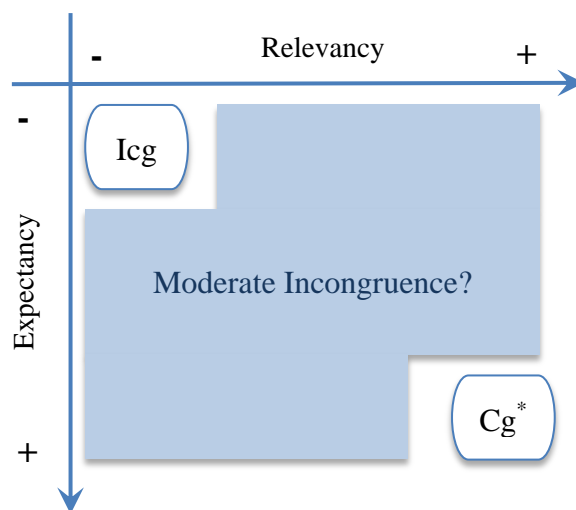 Relevancy
- +
-
Icg
Expectancy
Moderate Incongruence?
Cg*
+